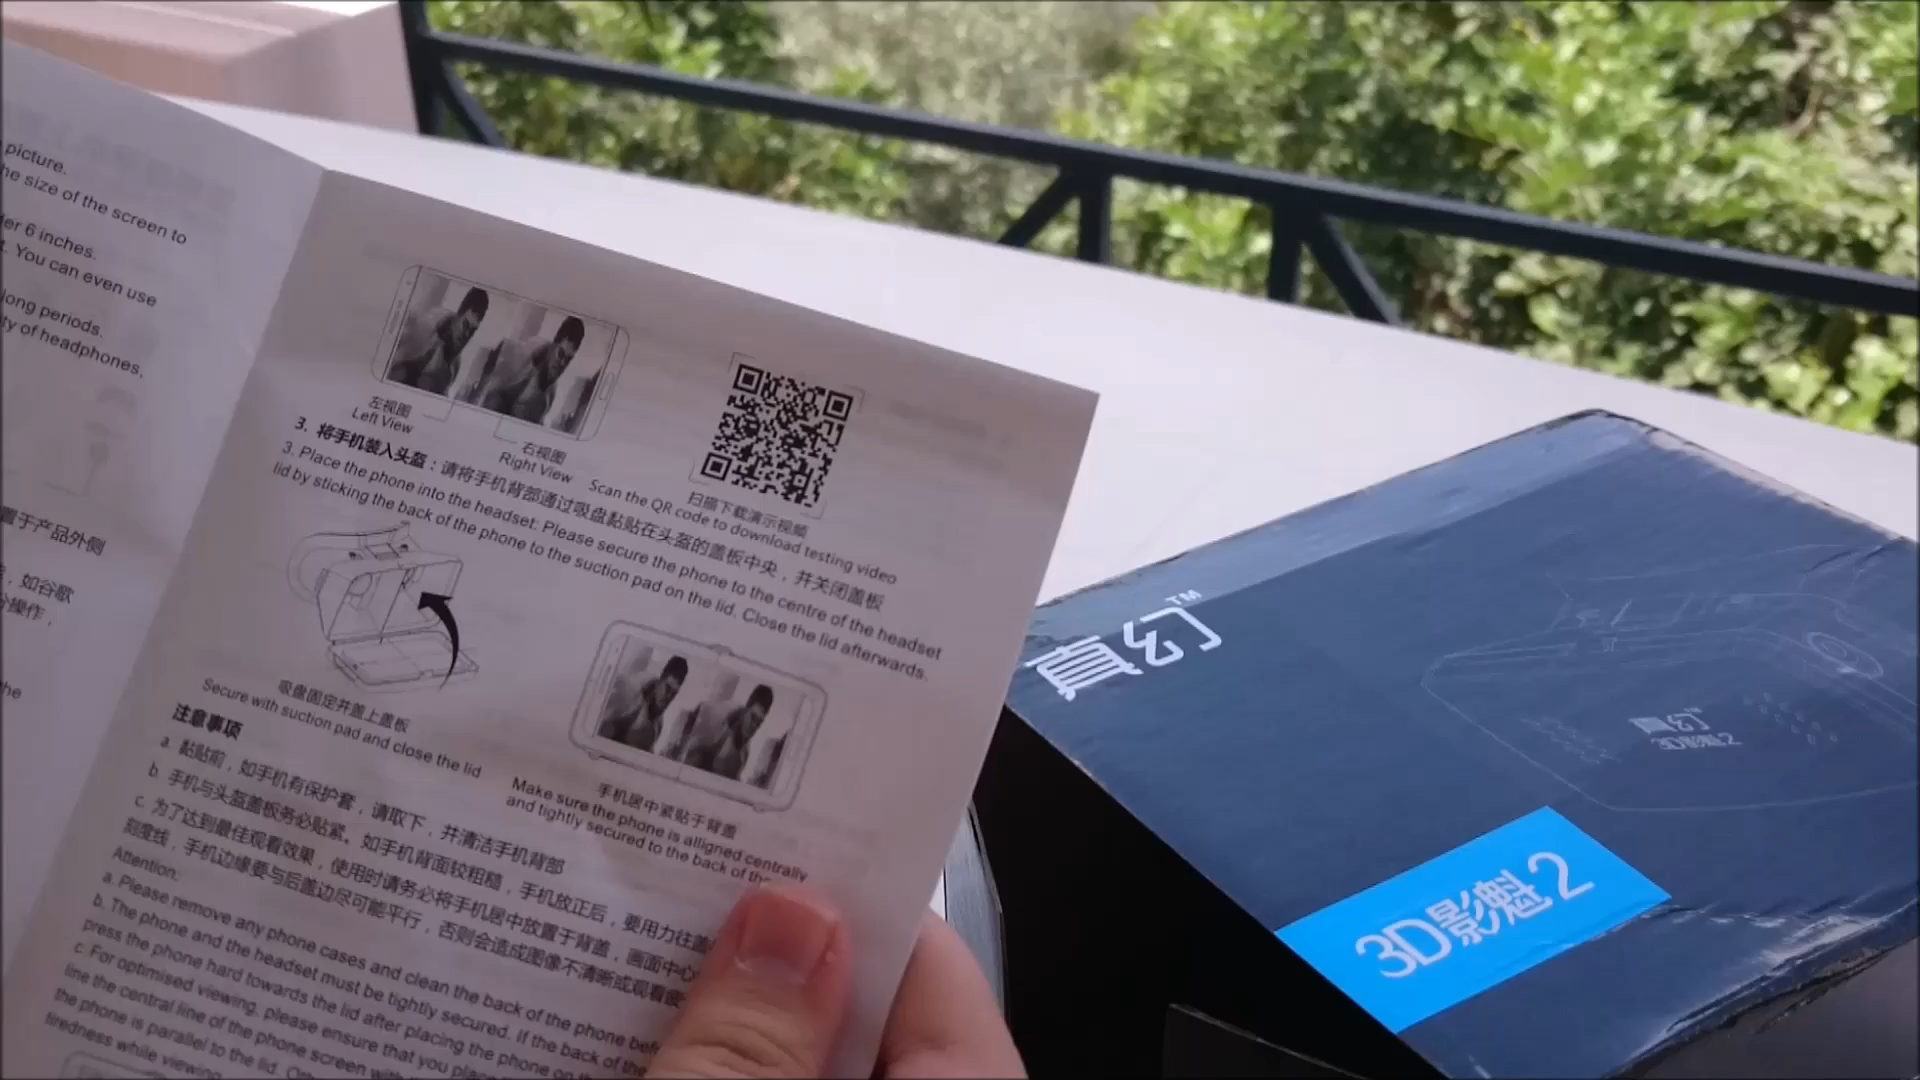 picture.
he size of the screen to
er 6 inches.
. You can even use
long periods.
ty of headphones,
置于产品外侧
，如谷歌
操作，
he
左视图
Left View
右视图
Right View
扫描下载演示视频
Scan the QR code to download testing video
3. 将手机装入头盔：请将手机背部通过吸盘黏贴在头盔的盖板中央，并关闭盖板
3. Place the phone into the headset: Please secure the phone to the centre of the headset
lid by sticking the back of the phone to the suction pad on the lid. Close the lid afterwards.
吸盘固定并盖上盖板
Secure with suction pad and close the lid
手机居中紧贴于背盖
Make sure the phone is alligned centrally
and tightly secured to the back of the
注意事项
a. 黏贴前，如手机有保护套，请取下，并清洁手机背部
b. 手机与头盔盖板务必贴紧。如手机背面较粗糙，手机放正后，要用力往盖
c. 为了达到最佳观看效果，使用时请务必将手机居中放置于背盖，画面中心
刻度线，手机边缘要与后盖边尽可能平行，否则会造成图像不清晰或观看疲
Attention:
a. Please remove any phone cases and clean the back of the phone bef
b. The phone and the headset must be tightly secured. If the back of the
press the phone hard towards the lid after placing the phone on th
c. For optimised viewing, please ensure that you place
line the central line of the phone screen with
the phone is parallel to the lid. Ot
tiredness while viewing
真幻™
真幻™
3D影魁2
3D影魁2